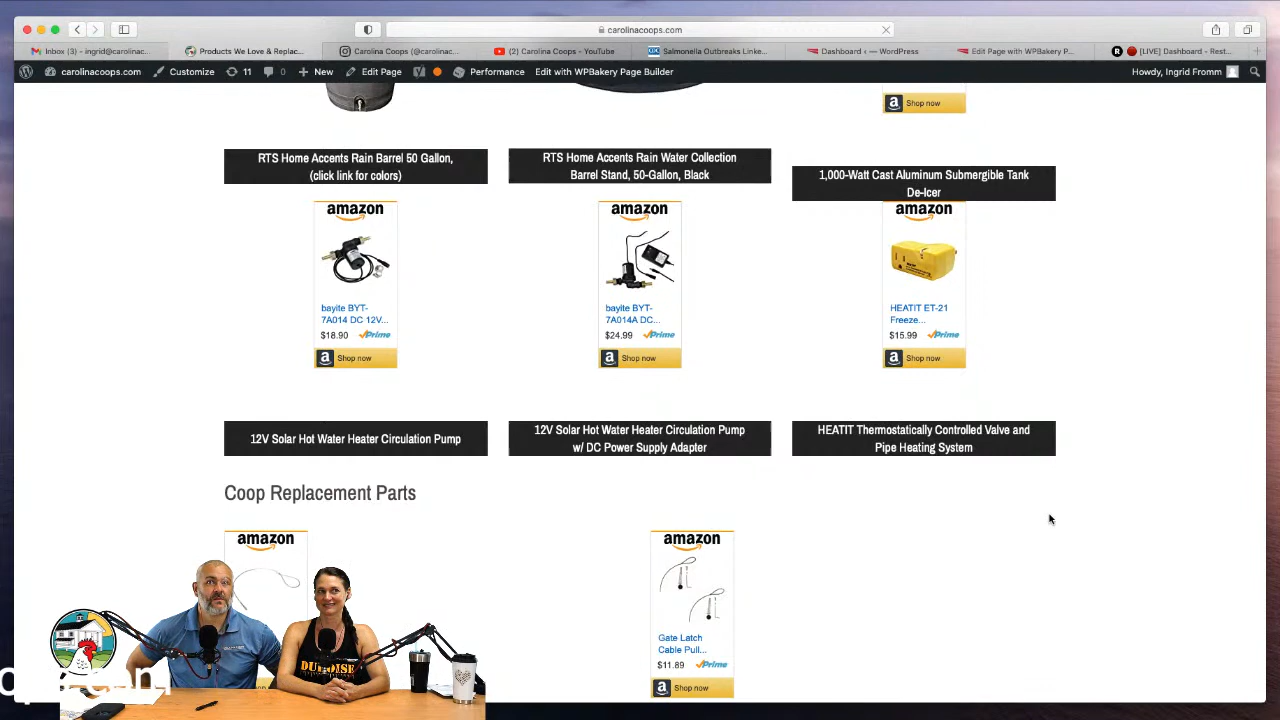 carolinacoops.com
Inbox (3) - ingrid@carolinac...
Products We Love & Replac...
Carolina Coops (@carolinac...
(2) Carolina Coops - YouTube
CDC
Salmonella Outbreaks Linke...
Dashboard ‹ — WordPress
Edit Page with WPBakery P...
R
[LIVE] Dashboard - Rest...
carolinacoops.com
Customize
11
New
Edit Page
Performance
Edit with WPBakery Page Builder
Howdy, Ingrid Fromm
a Shop now
RTS Home Accents Rain Barrel 50 Gallon,
(click link for colors)
RTS Home Accents Rain Water Collection
Barrel Stand, 50-Gallon, Black
1,000-Watt Cast Aluminum Submergible Tank
De-Icer
amazon
bayite BYT-
7A014 DC 12V...
$18.90 Prime
a Shop now
amazon
bayite BYT-
7A014A DC...
$24.99 Prime
a Shop now
amazon
HEATIT ET-21
Freeze...
$15.99 Prime
a Shop now
12V Solar Hot Water Heater Circulation Pump
12V Solar Hot Water Heater Circulation Pump
w/ DC Power Supply Adapter
HEATIT Thermostatically Controlled Valve and
Pipe Heating System
Coop Replacement Parts
amazon
amazon
Gate Latch
Cable Pull...
$11.89 Prime
a Shop now